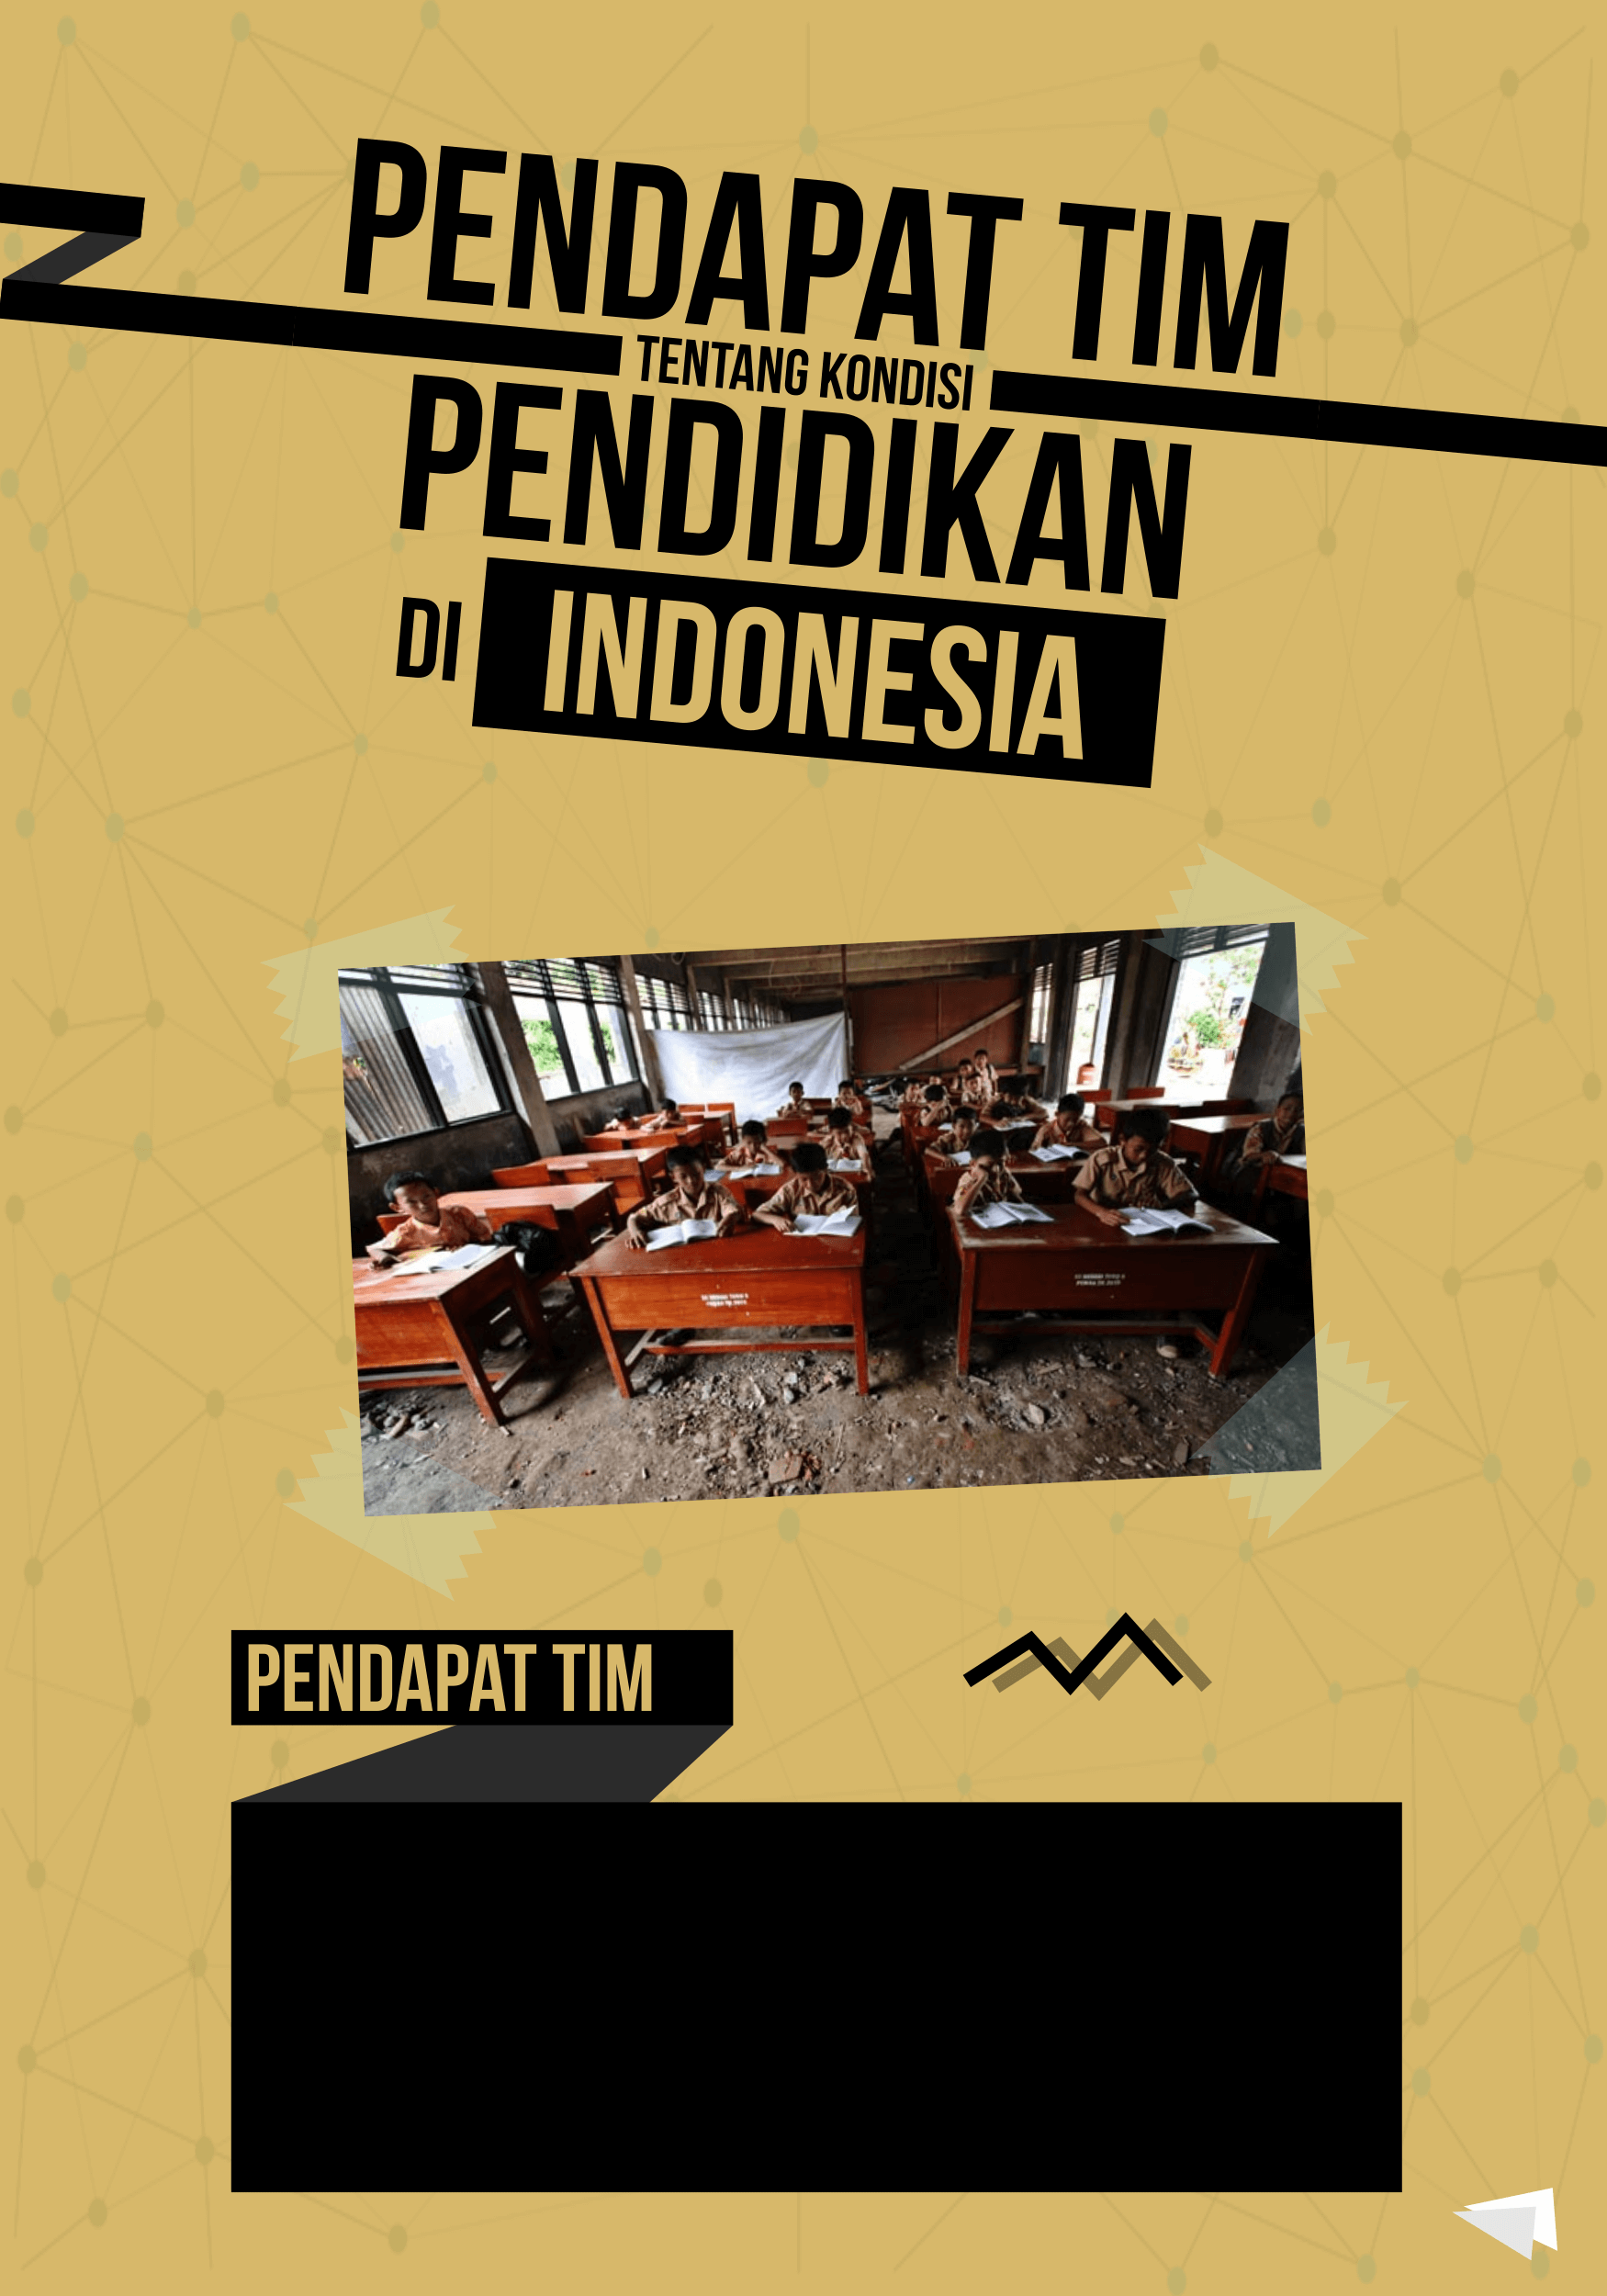 PENDAPAT TIM
TENTANG KONDISI
PENDIDIKAN
DI INDONESIA
PENDAPAT TIM